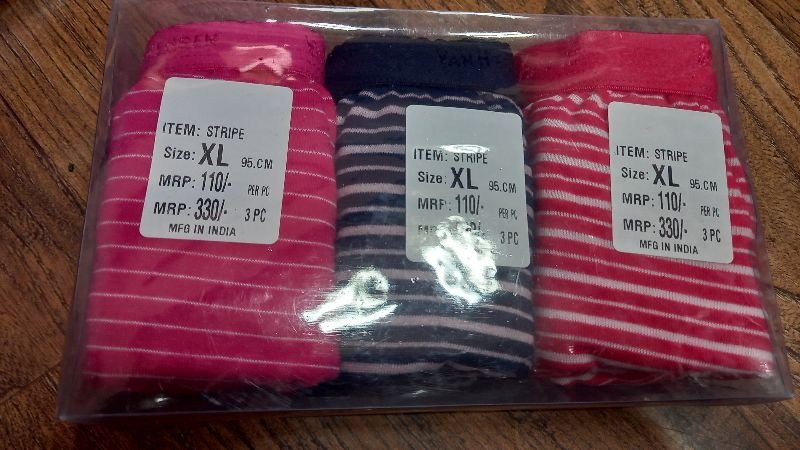 ITEM: STRIPE
Size: XL 95.CM
MRP: 110/- PER PC
MRP: 330/- 3 PC
MFG IN INDIA
ITEM: STRIPE
Size: XL 95.CM
MRP: 110/- PER PC
3 PC
ITEM: STRIPE
Size: XL 95.CM
MRP: 110/- PER PC
MRP: 330/- 3 PC
MFG IN INDIA